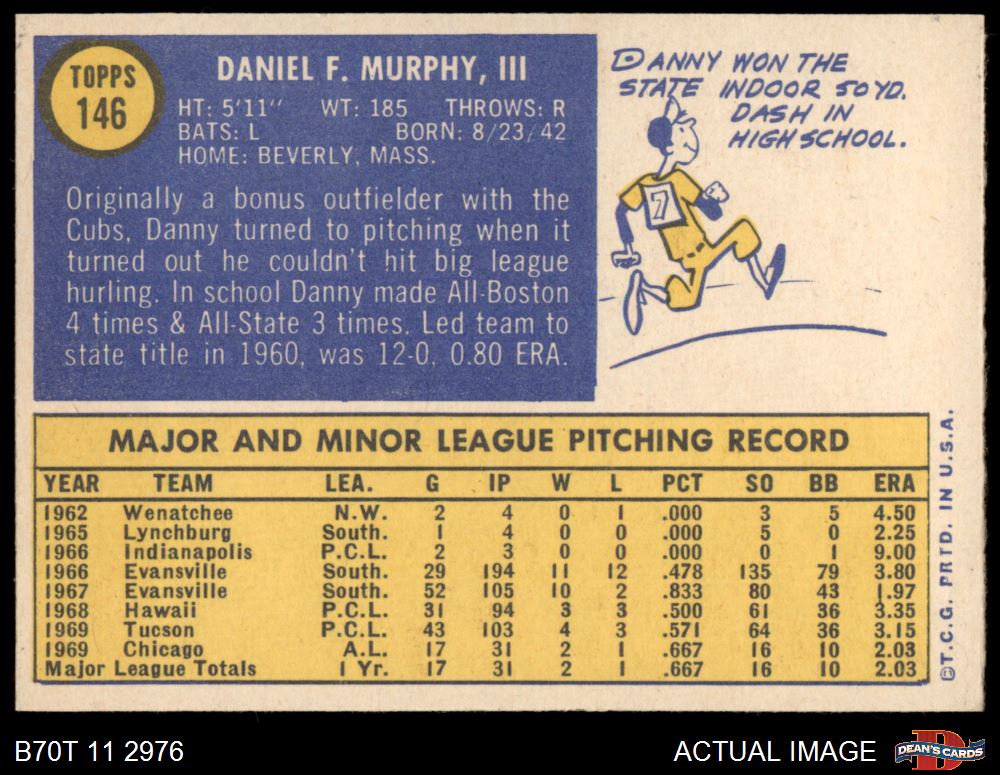 TOPPS
146
DANIEL F. MURPHY, III
HT: 5'11" WT: 185 THROWS: R
BATS: L BORN: 8/23/42
HOME: BEVERLY, MASS.
Originally a bonus outfielder with the
Cubs, Danny turned to pitching when it
turned out he couldn't hit big league
hurling. In school Danny made All-Boston
4 times & All-State 3 times. Led team to
state title in 1960, was 12-0, 0.80 ERA.
DANNY WON THE
STATE INDOOR 50 YD.
DASH IN
HIGH SCHOOL.
7
MAJOR AND MINOR LEAGUE PITCHING RECORD
YEAR TEAM LEA. G IP W L PCT SO BB ERA
1962 Wenatchee N.W. 2 4 0 1 .000 3 5 4.50
1965 Lynchburg South. 1 4 0 0 .000 5 0 2.25
1966 Indianapolis P.C.L. 2 3 0 0 .000 0 1 9.00
1966 Evansville South. 29 194 11 12 .478 135 79 3.80
1967 Evansville South. 52 105 10 2 .833 80 43 1.97
1968 Hawaii P.C.L. 31 94 3 3 .500 61 36 3.35
1969 Tucson P.C.L. 43 103 4 3 .571 64 36 3.15
1969 Chicago A.L. 17 31 2 1 .667 16 10 2.03
Major League Totals 1 Yr. 17 31 2 1 .667 16 10 2.03
©T.C.G. PRTD. IN U.S.A.
B70T 11 2976
ACTUAL IMAGE
DEAN'S CARDS